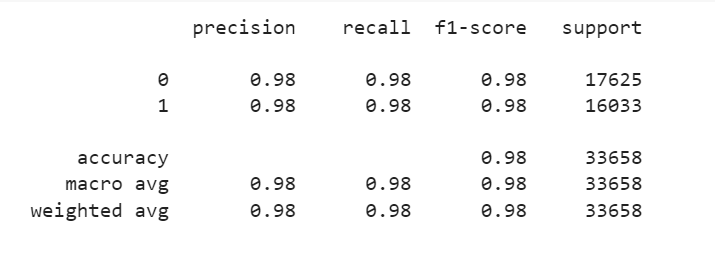 precision recall f1-score support
0 0.98 0.98 0.98 17625
1 0.98 0.98 0.98 16033
accuracy 0.98 33658
macro avg 0.98 0.98 0.98 33658
weighted avg 0.98 0.98 0.98 33658